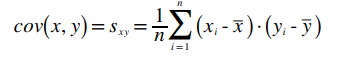 cov(x, y) = s_xy = 1/n ∑_{i=1}^{n} (x_i - x̅)·(y_i - y̅)